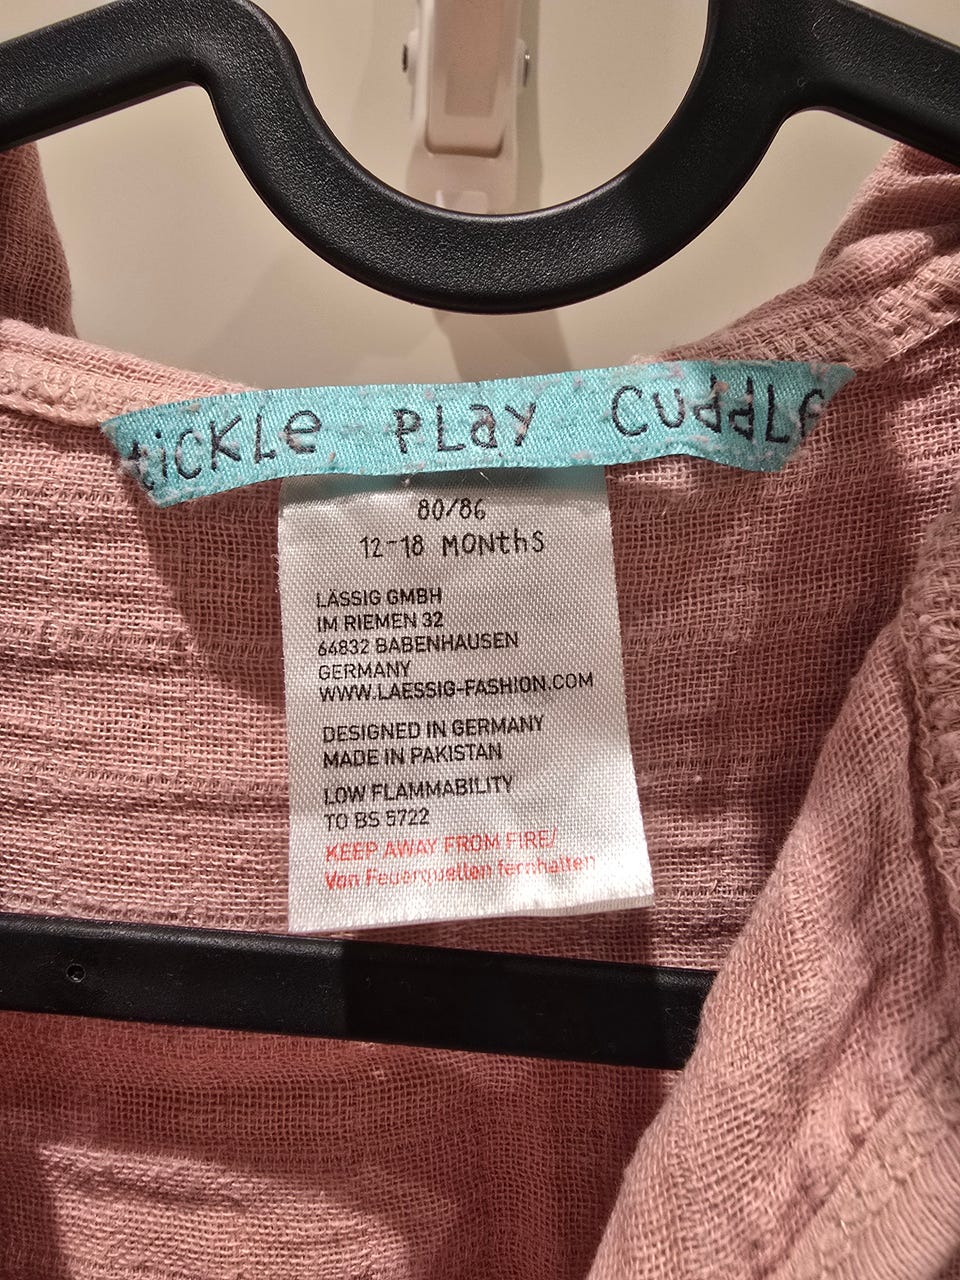 tickle PLay CuddLe
80/86
12-18 MONthS
LÄSSIG GMBH
IM RIEMEN 32
64832 BABENHAUSEN
GERMANY
WWW.LAESSIG-FASHION.COM
DESIGNED IN GERMANY
MADE IN PAKISTAN
LOW FLAMMABILITY
TO BS 5722
KEEP AWAY FROM FIRE/
Von Feuerquellen fernhalten